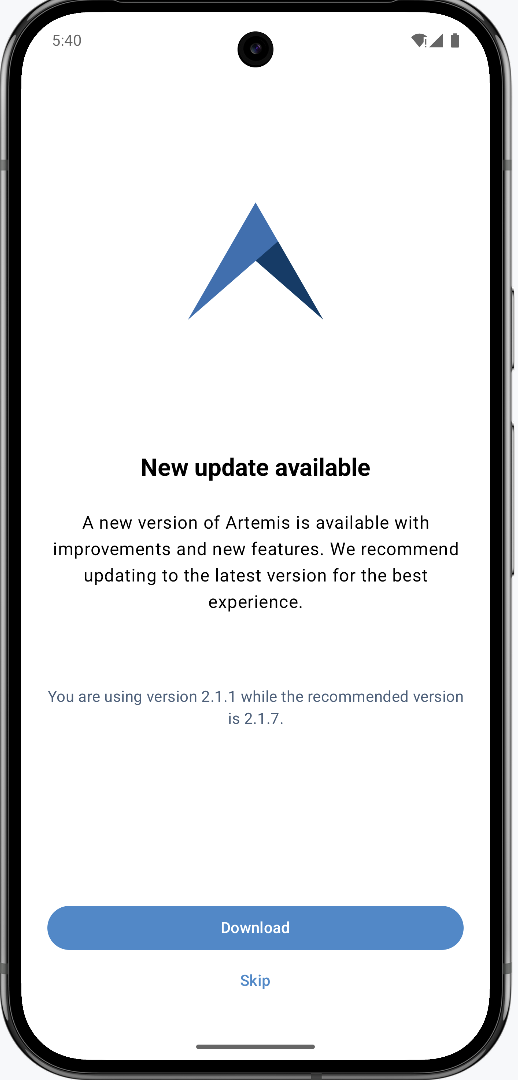 5:40
New update available
A new version of Artemis is available with
improvements and new features. We recommend
updating to the latest version for the best
experience.
You are using version 2.1.1 while the recommended version
is 2.1.7.
Download
Skip